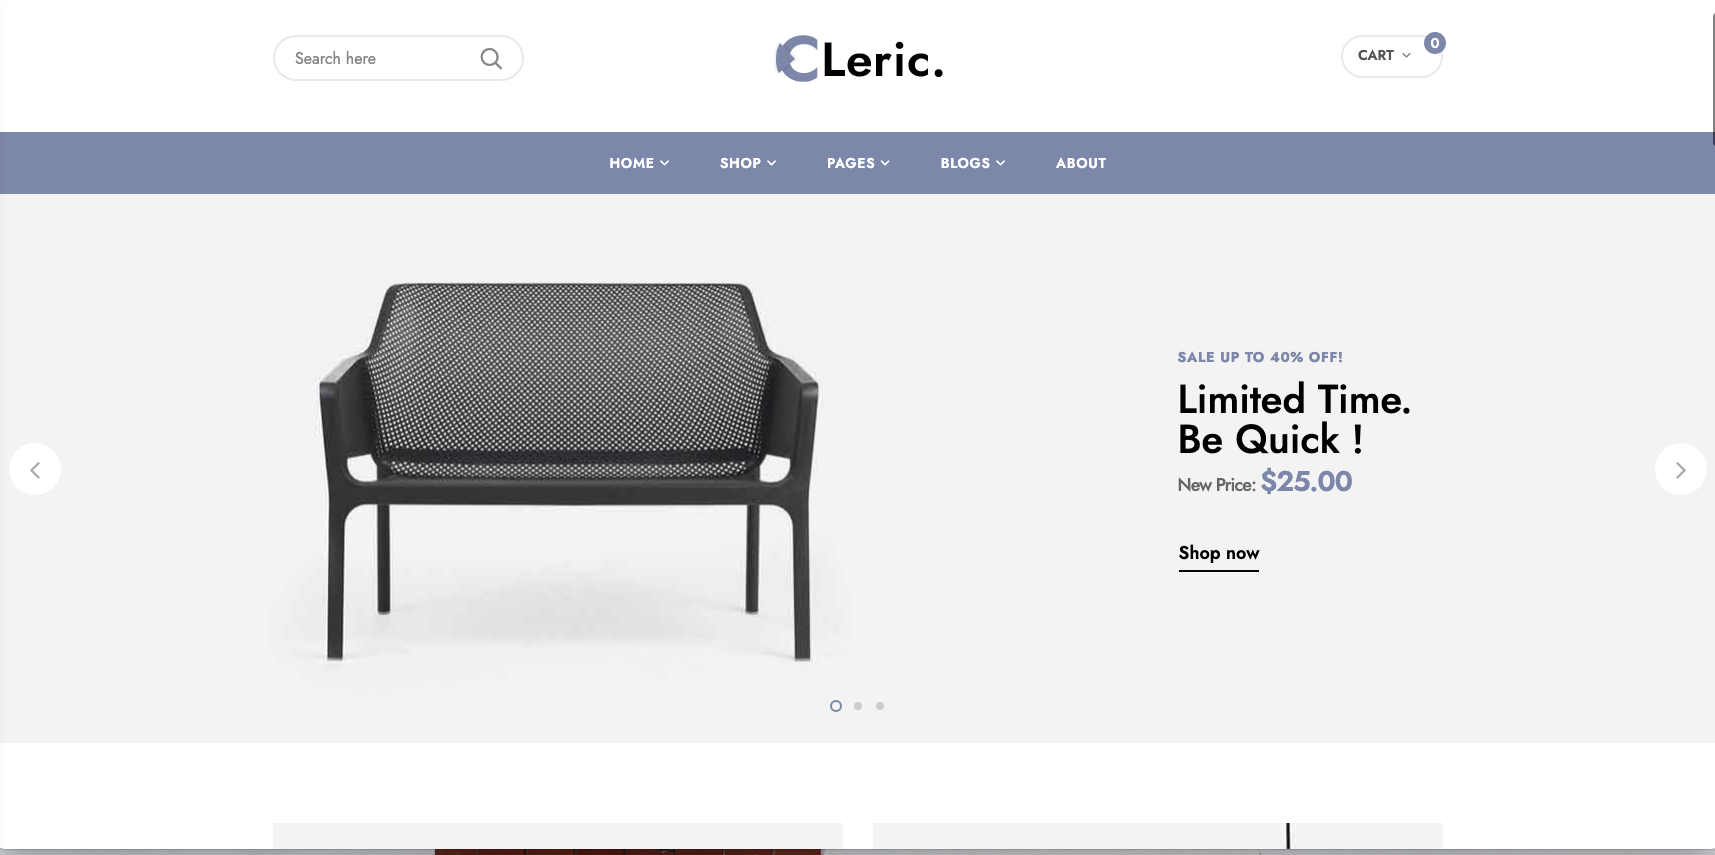 Search here
CLeric.
CART
0
HOME
SHOP
PAGES
BLOGS
ABOUT
SALE UP TO 40% OFF!
Limited Time.
Be Quick !
New Price: $25.00
Shop now